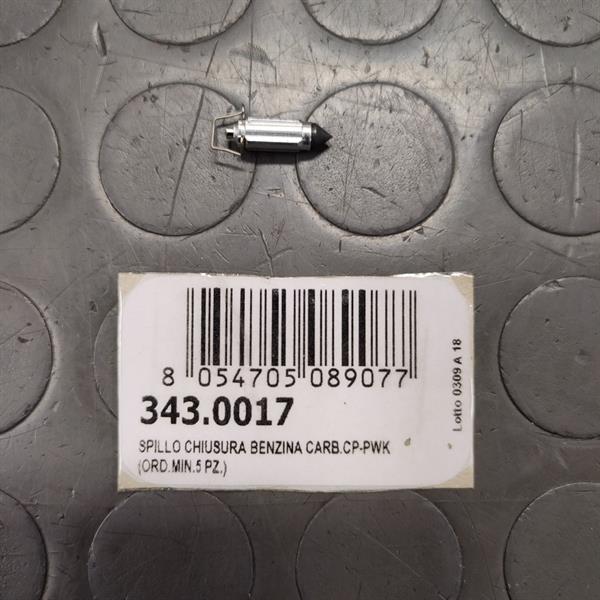 8 054705 089077
343.0017
SPILLO CHIUSURA BENZINA CARB.CP-PWK
(ORD.MIN.5 PZ.)
Lotto 0309 A 18